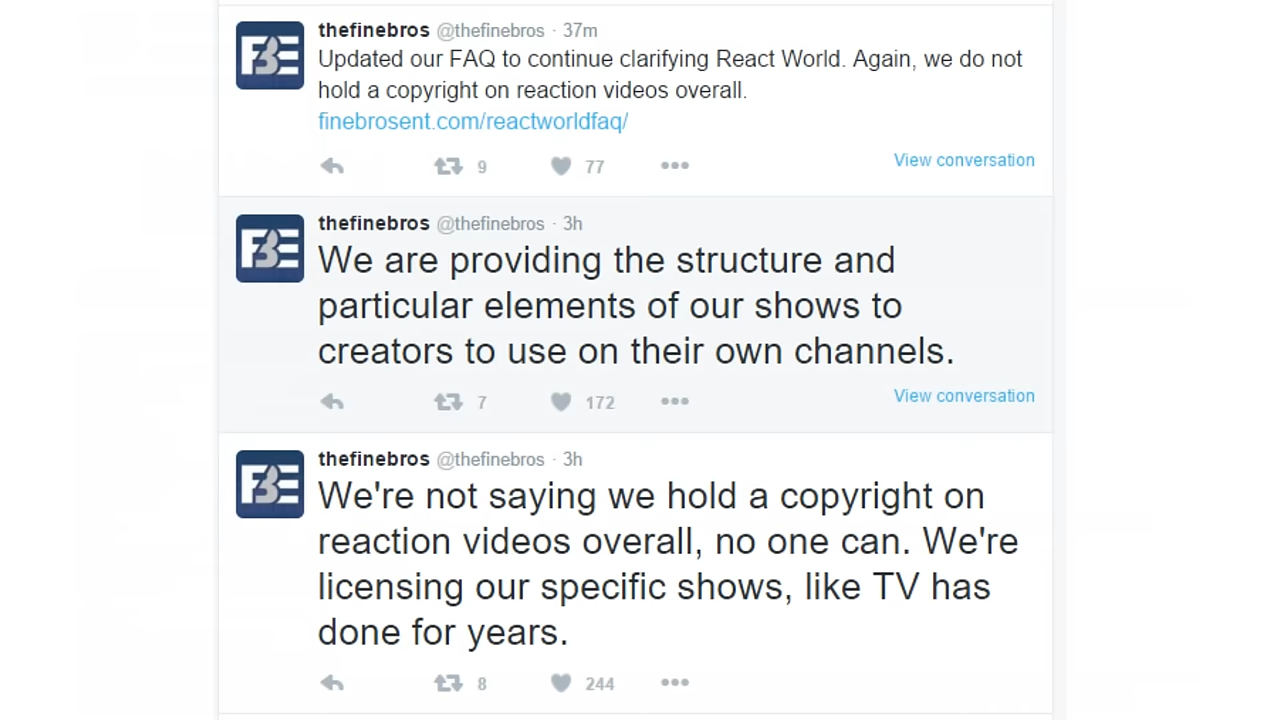 thefinebros @thefinebros · 37m
Updated our FAQ to continue clarifying React World. Again, we do not
hold a copyright on reaction videos overall.
finebrosent.com/reactworldfaq/
9 77 View conversation
thefinebros @thefinebros · 3h
We are providing the structure and
particular elements of our shows to
creators to use on their own channels.
7 172 View conversation
thefinebros @thefinebros · 3h
We're not saying we hold a copyright on
reaction videos overall, no one can. We're
licensing our specific shows, like TV has
done for years.
8 244